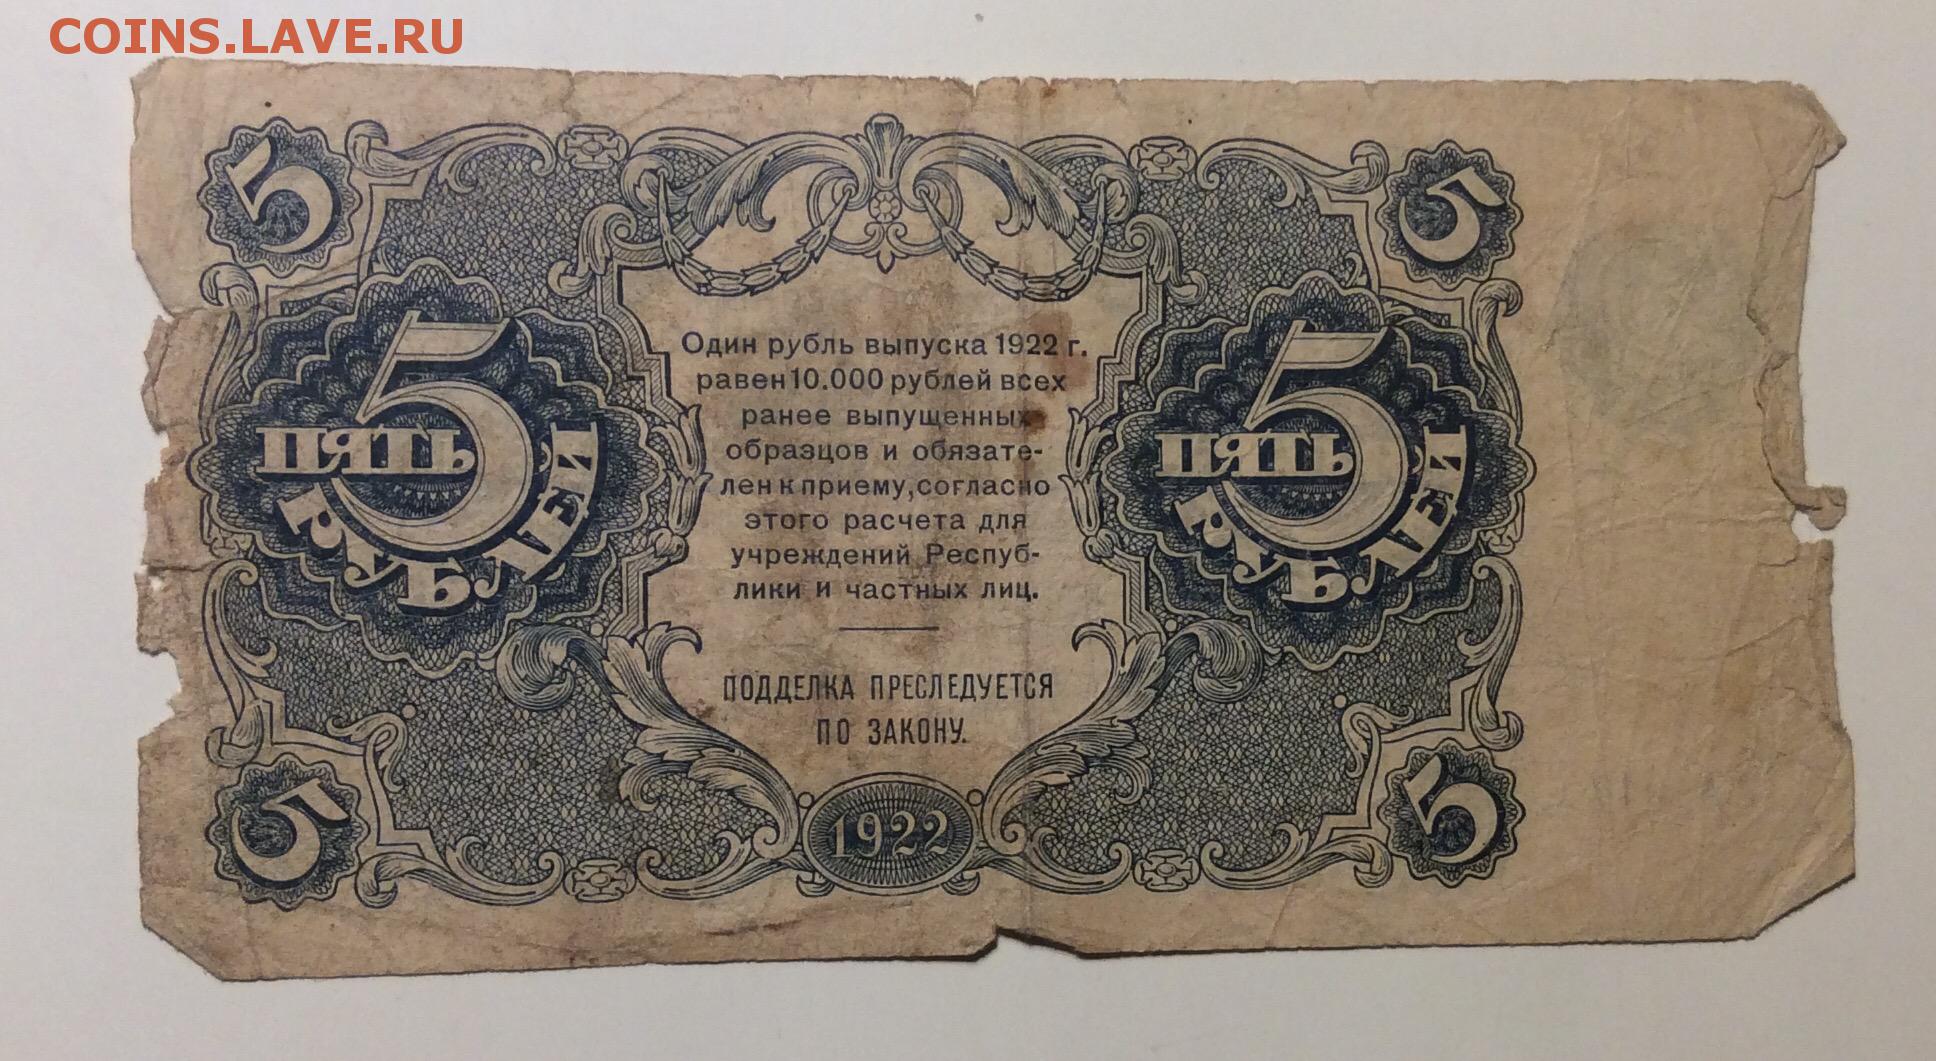 COINS.LAVE.RU
5
5
5 5
Один рубль выпуска 1922 г.
равен 10.000 рублей всех
ранее выпущенных
образцов и обязате-
лен к приему, согласно
этого расчета для
учреждений Респуб-
лики и частных лиц.
ПЯТЬ РУБЛЕЙ
ПЯТЬ РУБЛЕЙ
ПОДДЕЛКА ПРЕСЛЕДУЕТСЯ
ПО ЗАКОНУ.
5
5
1922